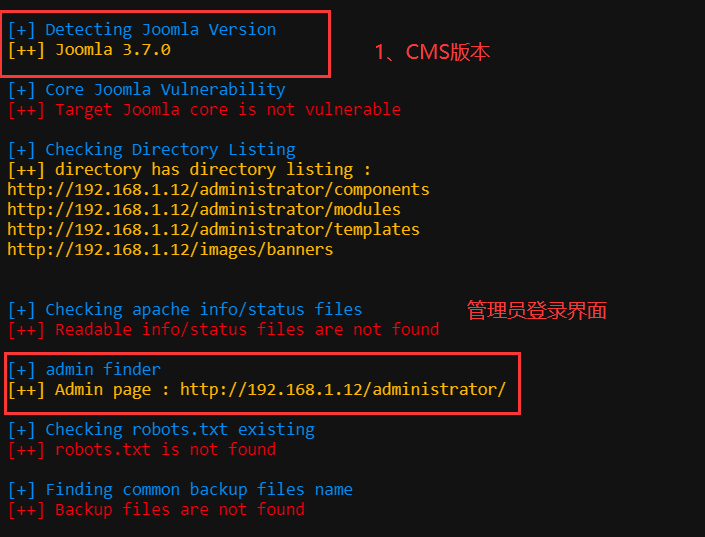 [+] Detecting Joomla Version
[++] Joomla 3.7.0
1、CMS版本
[+] Core Joomla Vulnerability
[++] Target Joomla core is not vulnerable
[+] Checking Directory Listing
[++] directory has directory listing :
http://192.168.1.12/administrator/components
http://192.168.1.12/administrator/modules
http://192.168.1.12/administrator/templates
http://192.168.1.12/images/banners
[+] Checking apache info/status files
管理员登录界面
[++] Readable info/status files are not found
[+] admin finder
[++] Admin page : http://192.168.1.12/administrator/
[+] Checking robots.txt existing
[++] robots.txt is not found
[+] Finding common backup files name
[++] Backup files are not found